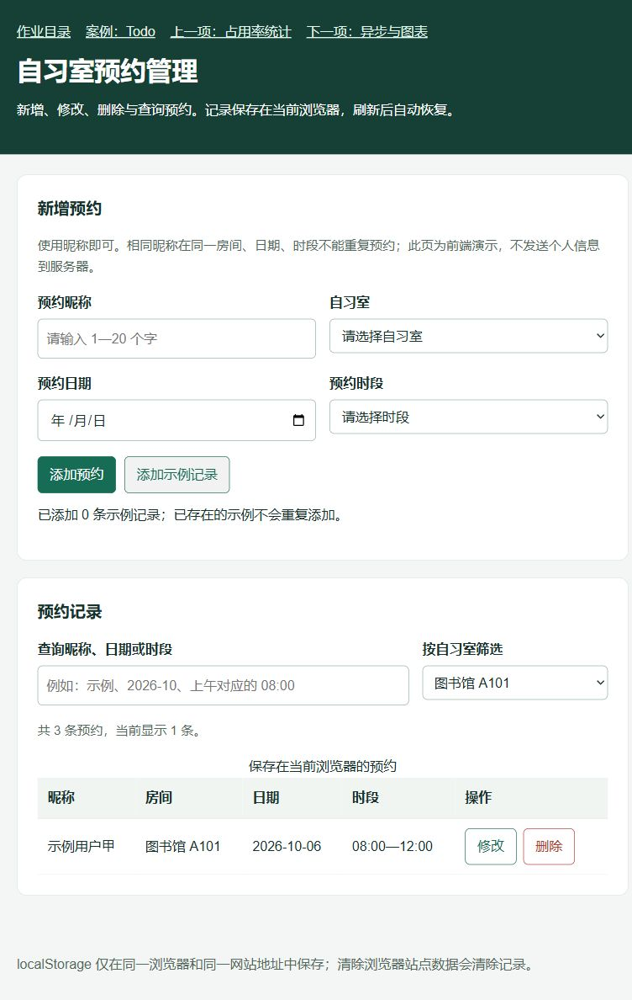 作业目录 案例：Todo 上一项：占用率统计 下一项：异步与图表
自习室预约管理
新增、修改、删除与查询预约。记录保存在当前浏览器，刷新后自动恢复。
新增预约
使用昵称即可。相同昵称在同一房间、日期、时段不能重复预约；此页为前端演示，不发送个人信息
到服务器。
预约昵称 自习室
请输入 1—20 个字 请选择自习室
预约日期 预约时段
年 /月/日 请选择时段
添加预约 添加示例记录
已添加 0 条示例记录；已存在的示例不会重复添加。
预约记录
查询昵称、日期或时段 按自习室筛选
例如：示例、2026-10、上午对应的 08:00 图书馆 A101
共 3 条预约，当前显示 1 条。
保存在当前浏览器的预约
昵称 房间 日期 时段 操作
示例用户甲 图书馆 A101 2026-10-06 08:00—12:00 修改 删除
localStorage 仅在同一浏览器和同一网站地址中保存；清除浏览器站点数据会清除记录。